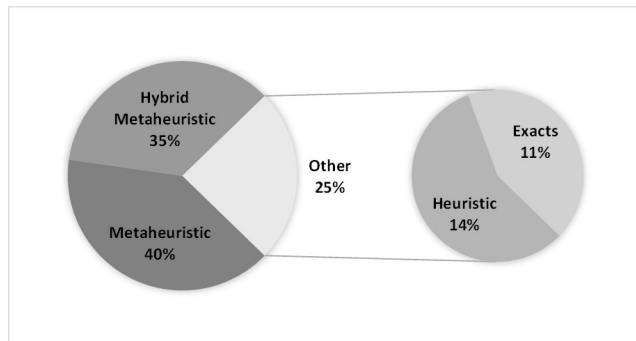 Hybrid
Metaheuristic
35%
Metaheuristic
40%
Other
25%
Exacts
11%
Heuristic
14%